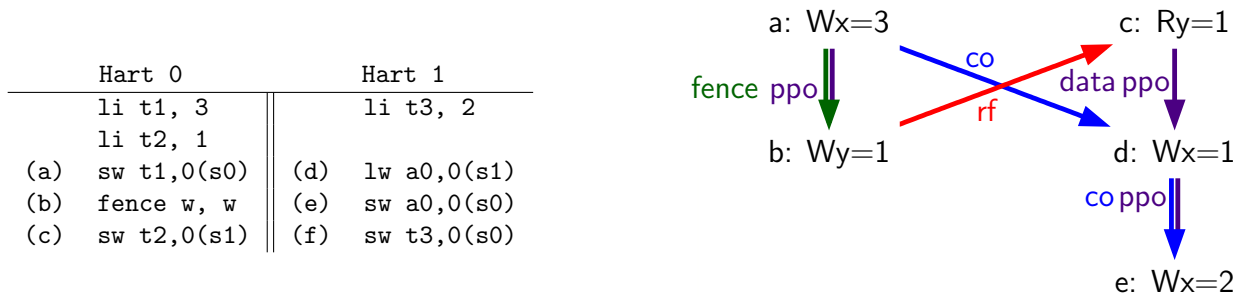 Hart 0 Hart 1
li t1, 3 li t3, 2
li t2, 1
(a) sw t1,0(s0) (d) lw a0,0(s1)
(b) fence w, w (e) sw a0,0(s0)
(c) sw t2,0(s1) (f) sw t3,0(s0)
a: Wx=3 c: Ry=1
co
fence ppo data ppo
rf
b: Wy=1 d: Wx=1
co ppo
e: Wx=2